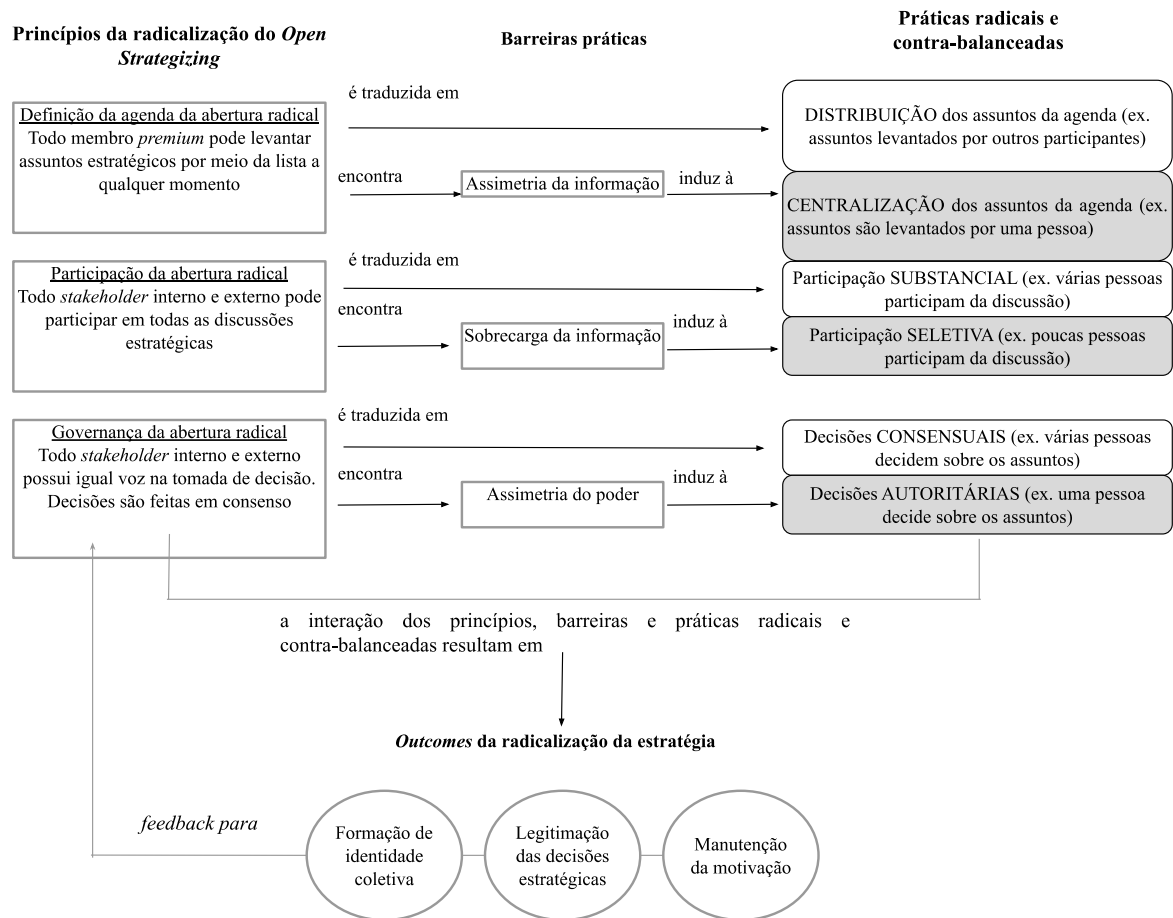 Princípios da radicalização do Open
Strategizing
Barreiras práticas
Práticas radicais e
contra-balanceadas
Definição da agenda da abertura radical
Todo membro premium pode levantar
assuntos estratégicos por meio da lista a
qualquer momento
é traduzida em
DISTRIBUIÇÃO dos assuntos da agenda (ex.
assuntos levantados por outros participantes)
encontra
Assimetria da informação
induz à
CENTRALIZAÇÃO dos assuntos da agenda (ex.
assuntos são levantados por uma pessoa)
Participação da abertura radical
Todo stakeholder interno e externo pode
participar em todas as discussões
estratégicas
é traduzida em
Participação SUBSTANCIAL (ex. várias pessoas
participam da discussão)
encontra
Sobrecarga da informação
induz à
Participação SELETIVA (ex. poucas pessoas
participam da discussão)
Governança da abertura radical
Todo stakeholder interno e externo
possui igual voz na tomada de decisão.
Decisões são feitas em consenso
é traduzida em
Decisões CONSENSUAIS (ex. várias pessoas
decidem sobre os assuntos)
encontra
Assimetria do poder
induz à
Decisões AUTORITÁRIAS (ex. uma pessoa
decide sobre os assuntos)
a interação dos princípios, barreiras e práticas radicais e
contra-balanceadas resultam em
Outcomes da radicalização da estratégia
feedback para
Formação de
identidade
coletiva
Legitimação
das decisões
estratégicas
Manutenção
da motivação